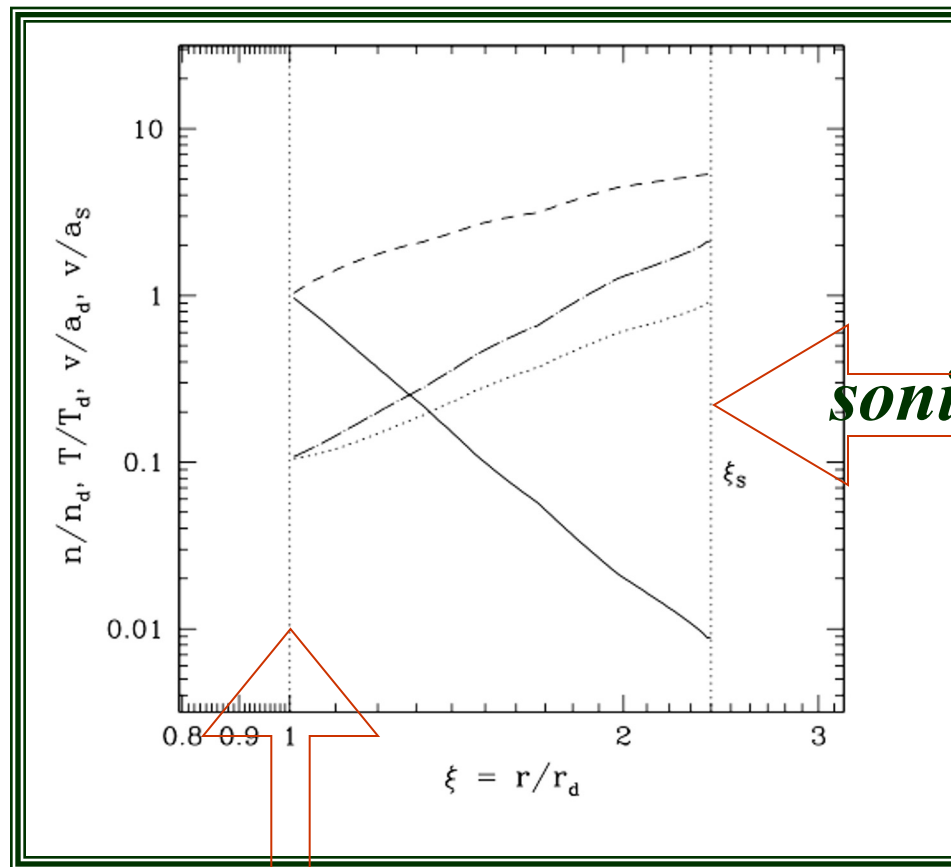 10
1
0.1
0.01
n/n_d, T/T_d, v/a_d, v/a_s
ξ_s
soni
0.8 0.9 1 2 3
ξ = r/r_d